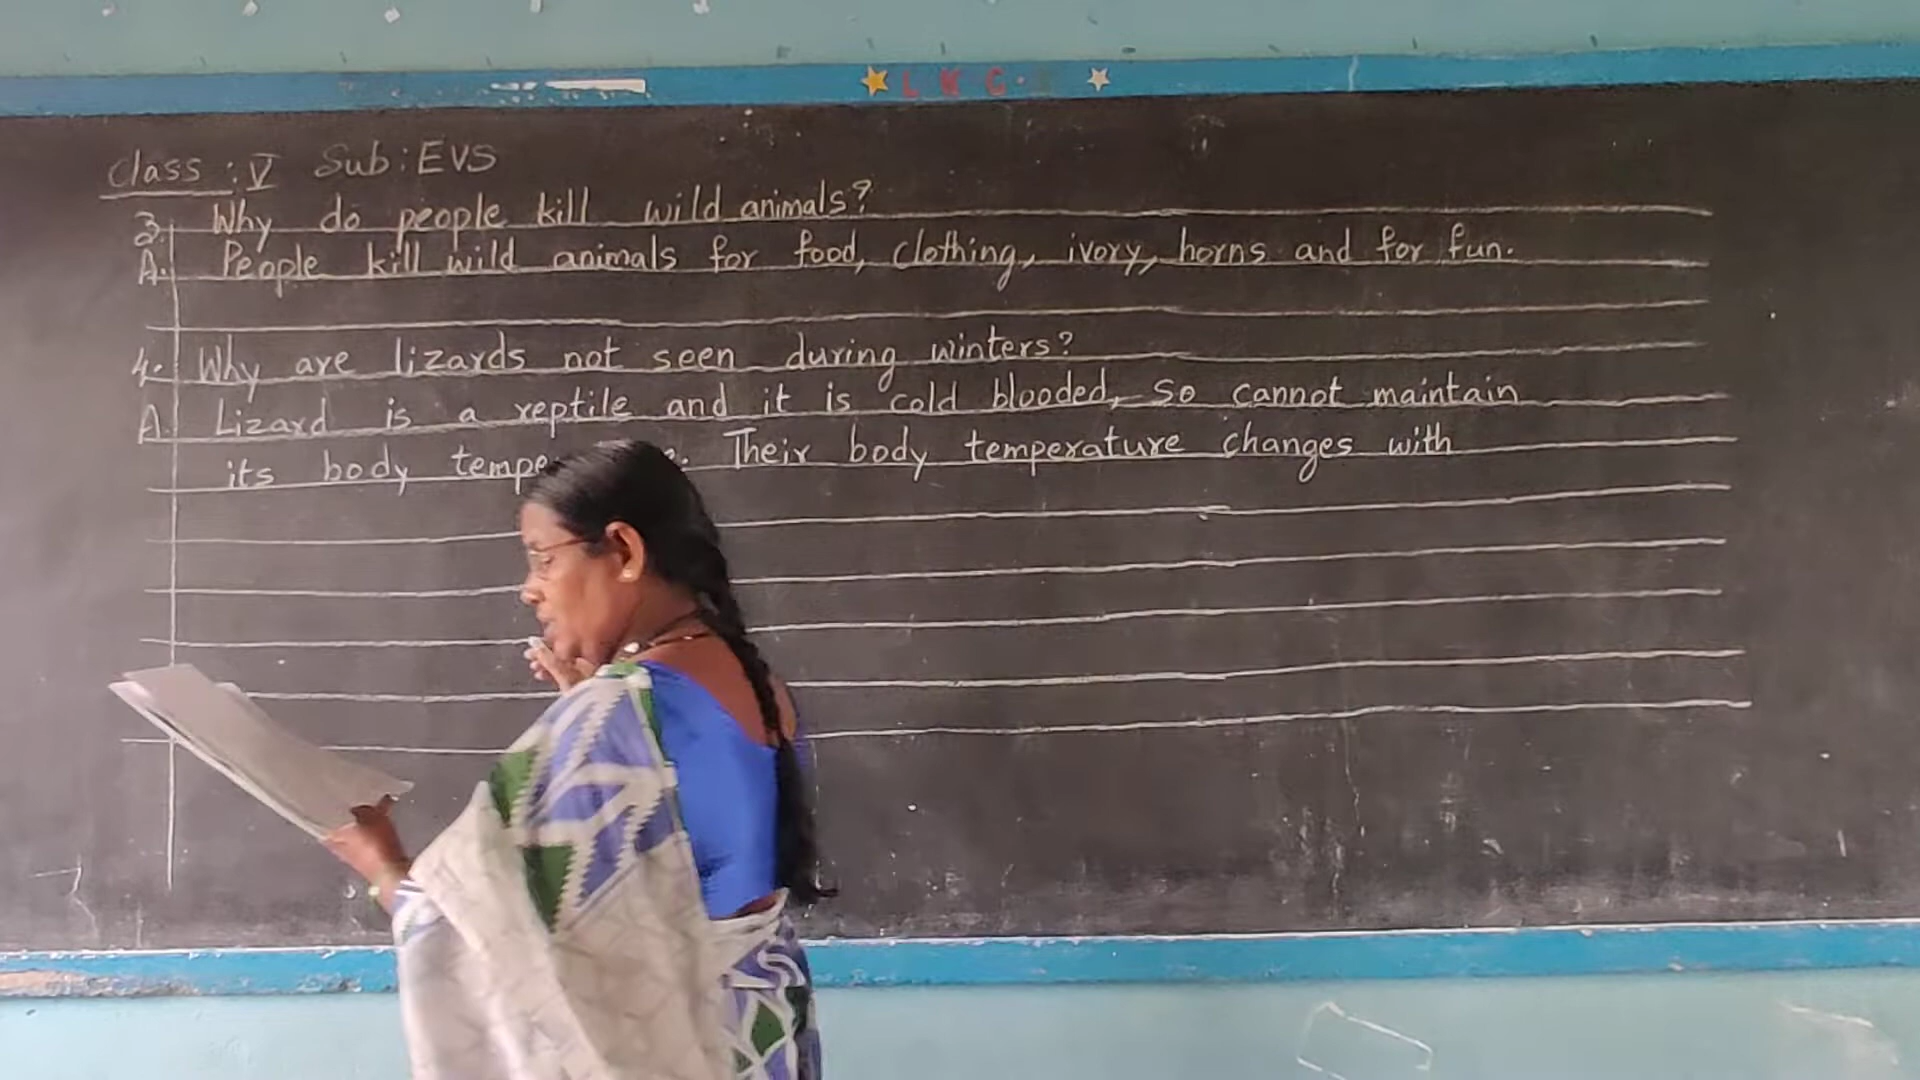 LKG.
Class : V Sub : EVS
3. Why do people kill wild animals?
A. People kill wild animals for food, clothing, ivory, horns and for fun.
4. Why are lizards not seen during winters?
A. Lizard is a reptile and it is cold blooded, so cannot maintain
its body Their body temperature changes with